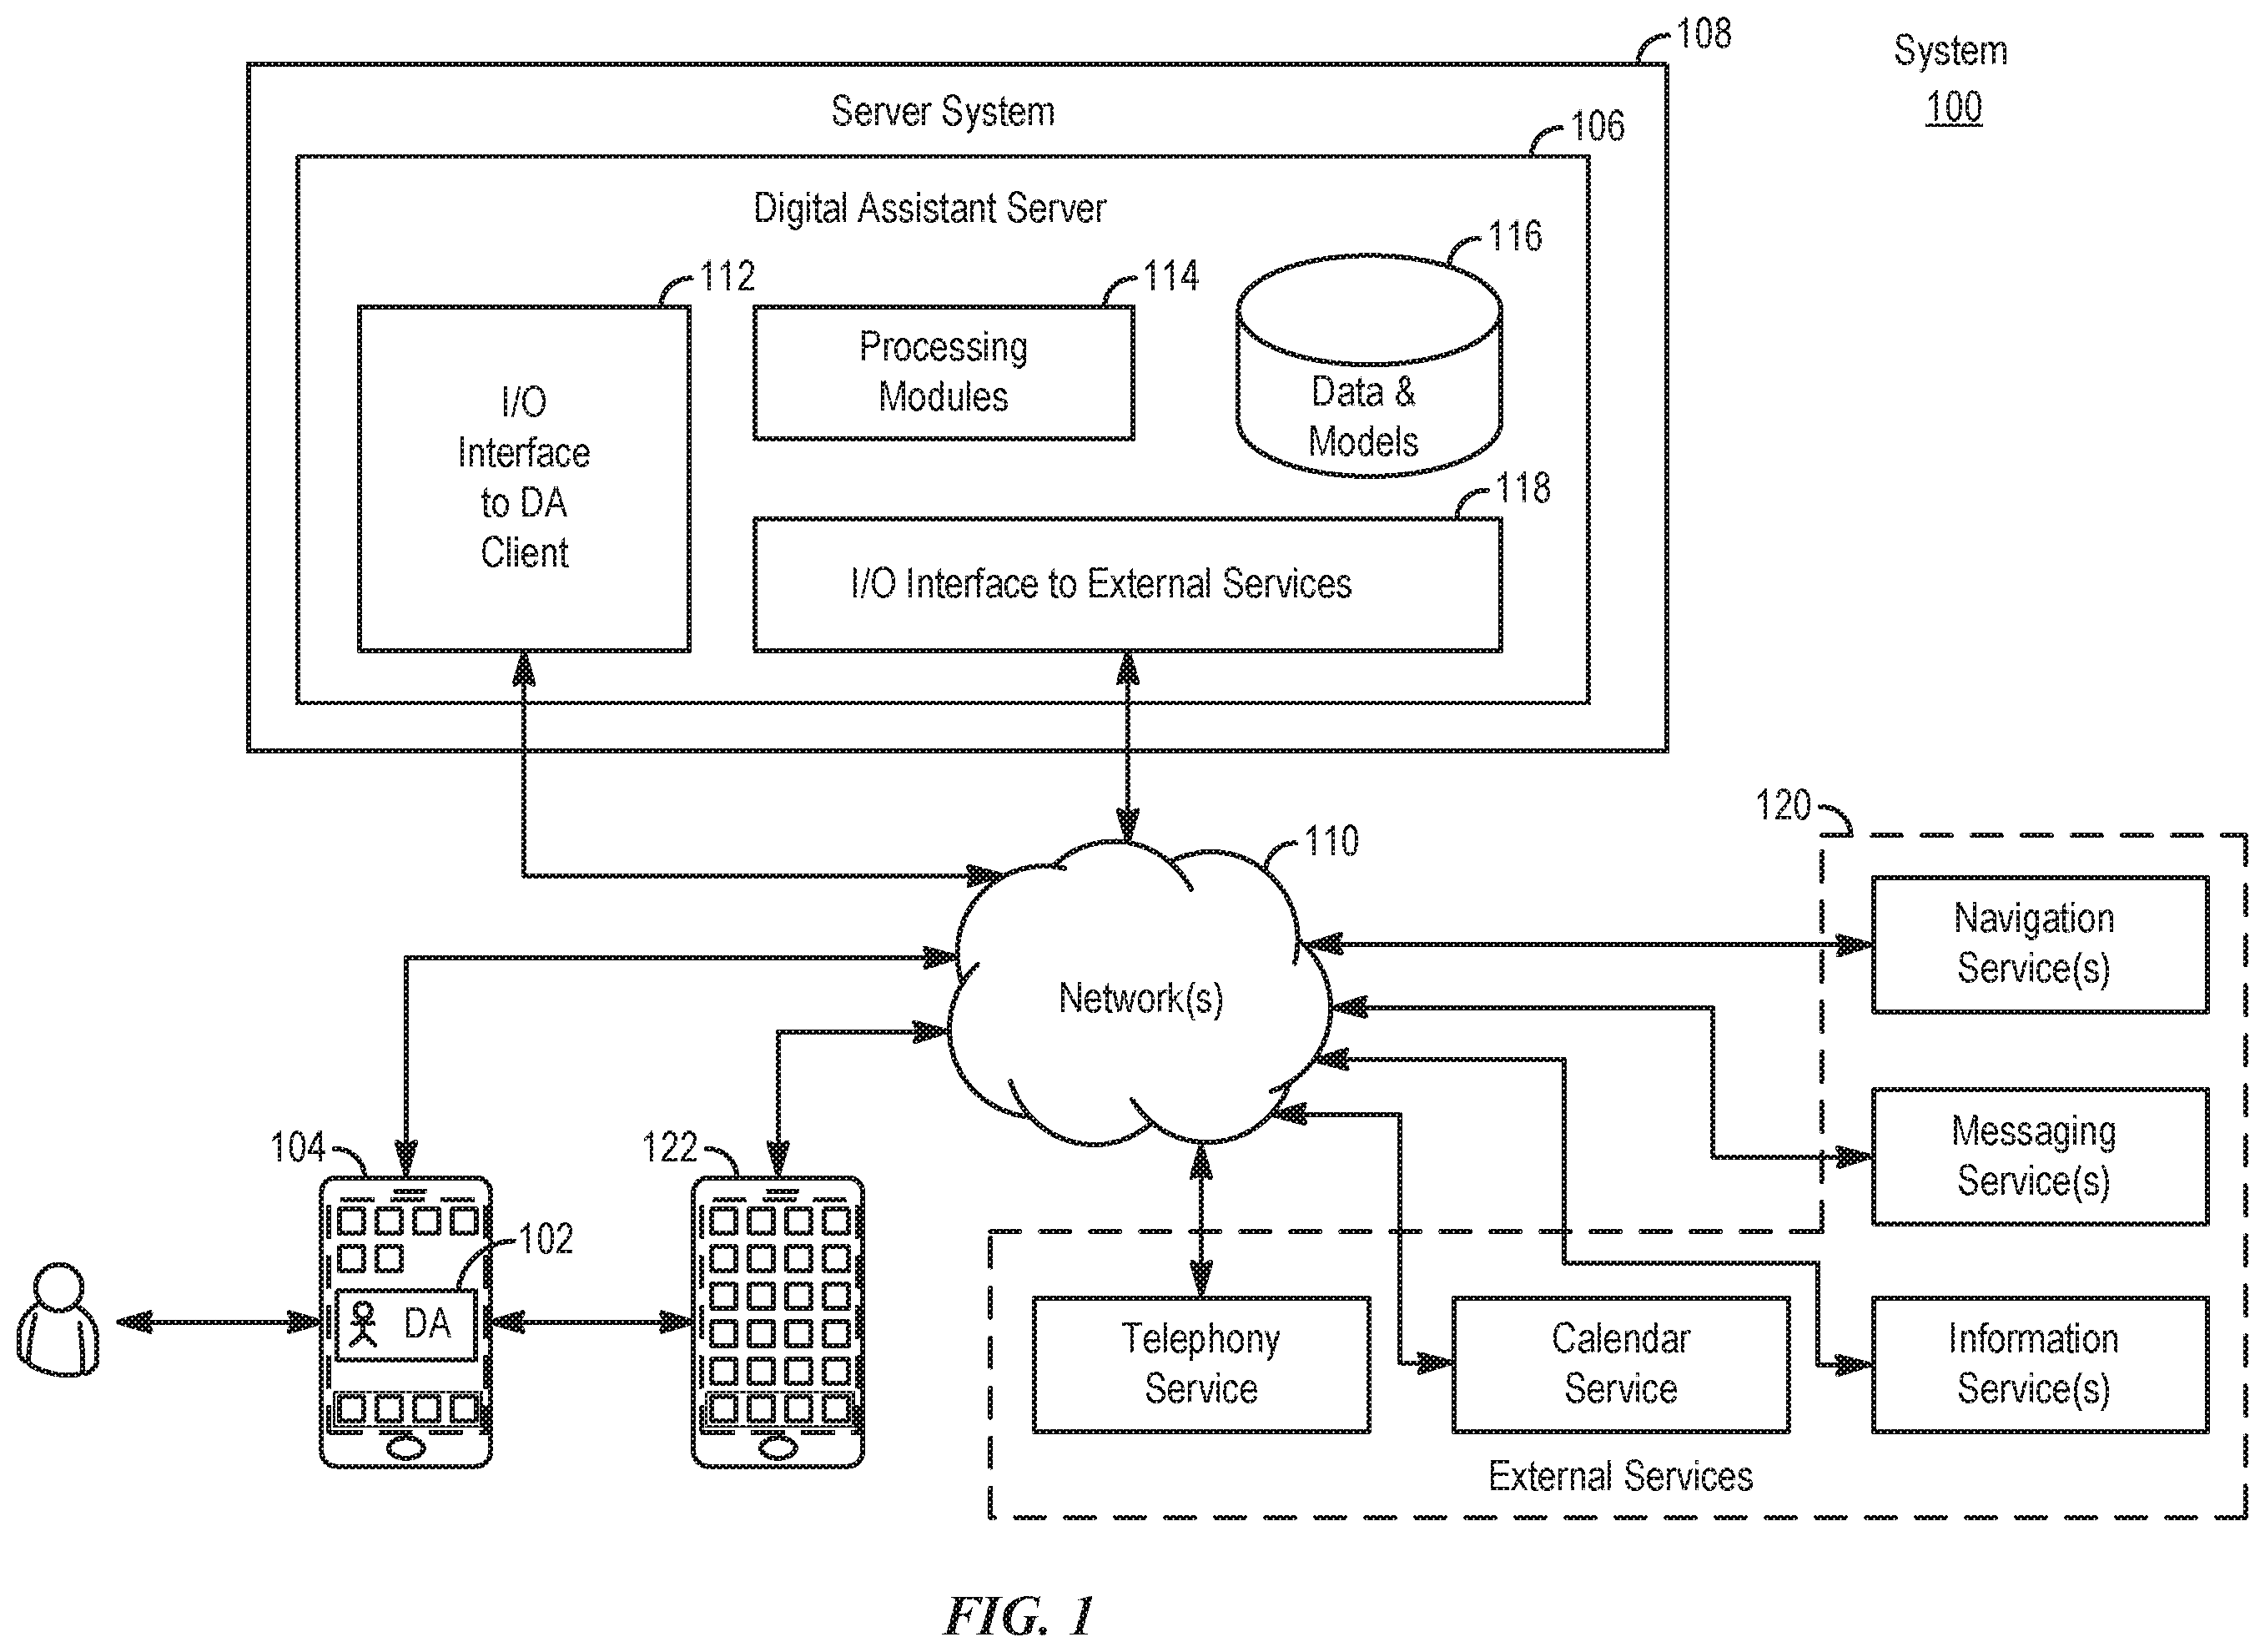 108
System
100
Server System
106
Digital Assistant Server
116
112
114
Processing
Modules
Data &
Models
I/O
Interface
to DA
Client
118
I/O Interface to External Services
120
110
Navigation
Service(s)
Network(s)
104
122
Messaging
Service(s)
102
DA
Telephony
Service
Calendar
Service
Information
Service(s)
External Services
FIG. 1